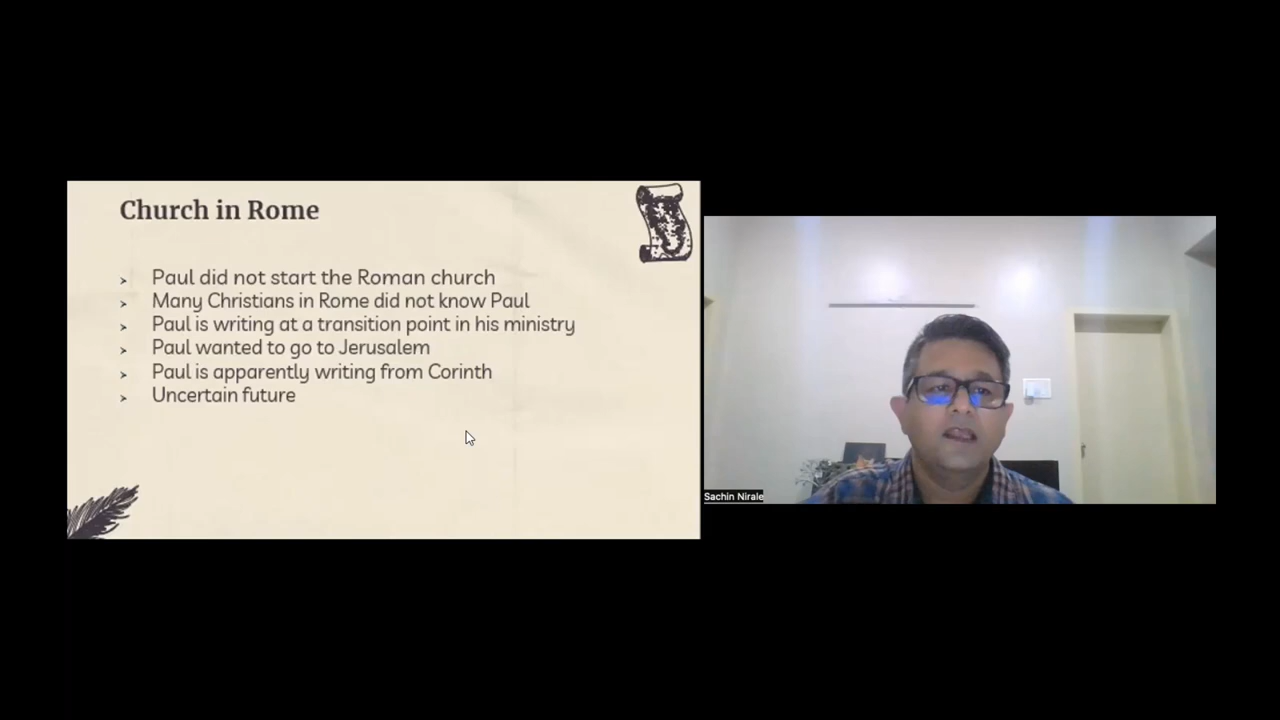 Church in Rome
Paul did not start the Roman church
Many Christians in Rome did not know Paul
Paul is writing at a transition point in his ministry
Paul wanted to go to Jerusalem
Paul is apparently writing from Corinth
Uncertain future
Sachin Nirale